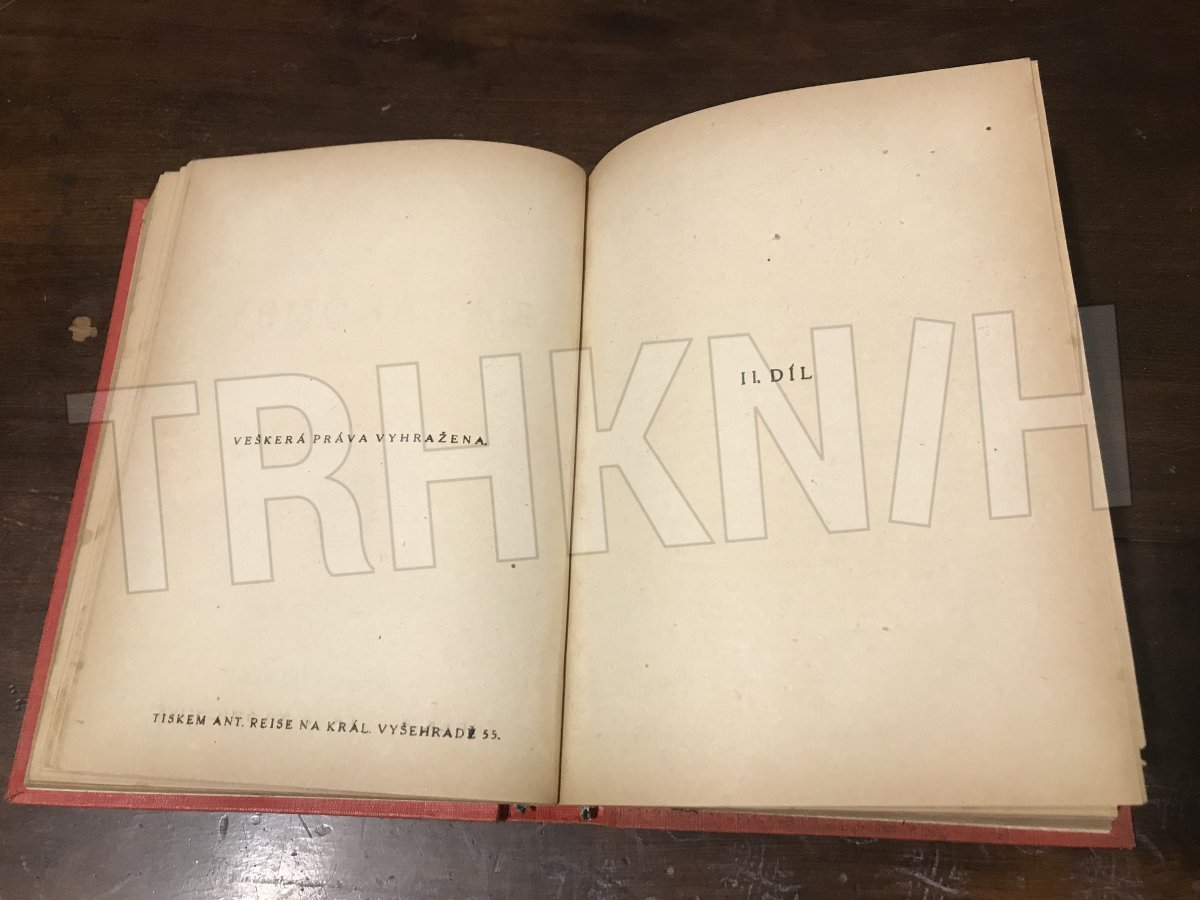 VEŠKERÁ PRÁVA VYHRAŽENA.
TISKEM ANT. REISE NA KRÁL. VYŠEHRADĚ 55.
II. DÍL
TRHKNIH